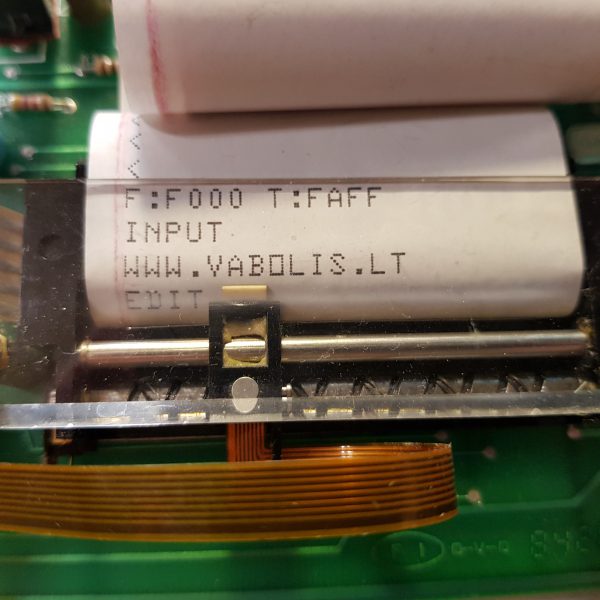 <
<
F:F000 T:FAFF
INPUT
WWW.VABOLIS.LT
EDIT